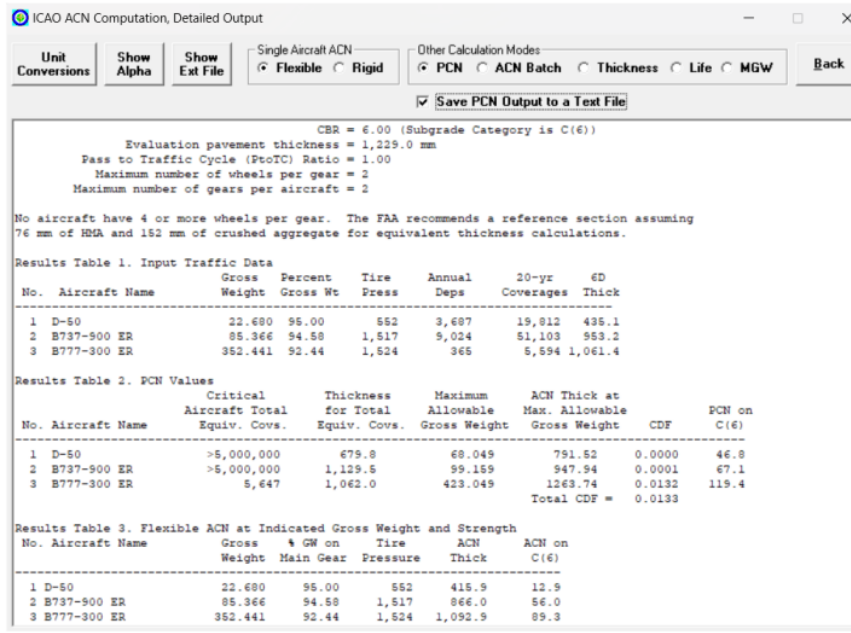 ICAO ACN Computation, Detailed Output
Unit Conversions Show Alpha Show Ext File Single Aircraft ACN Flexible Rigid Other Calculation Modes PCN ACN Batch Thickness Life MGW Back
Save PCN Output to a Text File
CBR = 6.00 (Subgrade Category is C(6))
Evaluation pavement thickness = 1,229.0 mm
Pass to Traffic Cycle (PtoTC) Ratio = 1.00
Maximum number of wheels per gear = 2
Maximum number of gears per aircraft = 2
No aircraft have 4 or more wheels per gear. The FAA recommends a reference section assuming
76 mm of HMA and 152 mm of crushed aggregate for equivalent thickness calculations.
Results Table 1. Input Traffic Data
Gross Percent Tire Annual 20-yr 6D
No. Aircraft Name Weight Gross Wt Press Deps Coverages Thick
1 D-50 22.680 95.00 552 3,687 19,812 435.1
2 B737-900 ER 85.366 94.58 1,517 9,024 51,103 953.2
3 B777-300 ER 352.441 92.44 1,524 365 5,594 1,061.4
Results Table 2. PCN Values
Critical Thickness Maximum ACN Thick at
Aircraft Total for Total Allowable Max. Allowable PCN on
No. Aircraft Name Equiv. Covs. Equiv. Covs. Gross Weight Gross Weight CDF C(6)
1 D-50 >5,000,000 679.8 68.049 791.52 0.0000 46.8
2 B737-900 ER >5,000,000 1,129.5 99.159 947.94 0.0001 67.1
3 B777-300 ER 5,647 1,062.0 423.049 1263.74 0.0132 119.4
Total CDF = 0.0133
Results Table 3. Flexible ACN at Indicated Gross Weight and Strength
No. Aircraft Name Gross % GW on Tire ACN ACN on
Weight Main Gear Pressure Thick C(6)
1 D-50 22.680 95.00 552 415.9 12.9
2 B737-900 ER 85.366 94.58 1,517 866.0 56.0
3 B777-300 ER 352.441 92.44 1,524 1,092.9 89.3